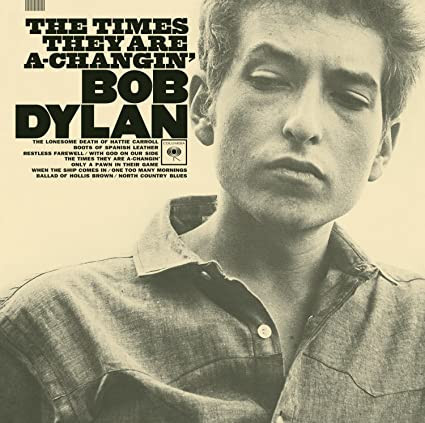 THE TIMES
THEY ARE
A-CHANGIN'
BOB
DYLAN
THE LONESOME DEATH OF HATTIE CARROLL
BOOTS OF SPANISH LEATHER
RESTLESS FAREWELL/WITH GOD ON OUR SIDE
THE TIMES THEY ARE A-CHANGIN'
ONLY A PAWN IN THEIR GAME
WHEN THE SHIP COMES IN/ONE TOO MANY MORNINGS
BALLAD OF HOLLIS BROWN/NORTH COUNTRY BLUES
COLUMBIA